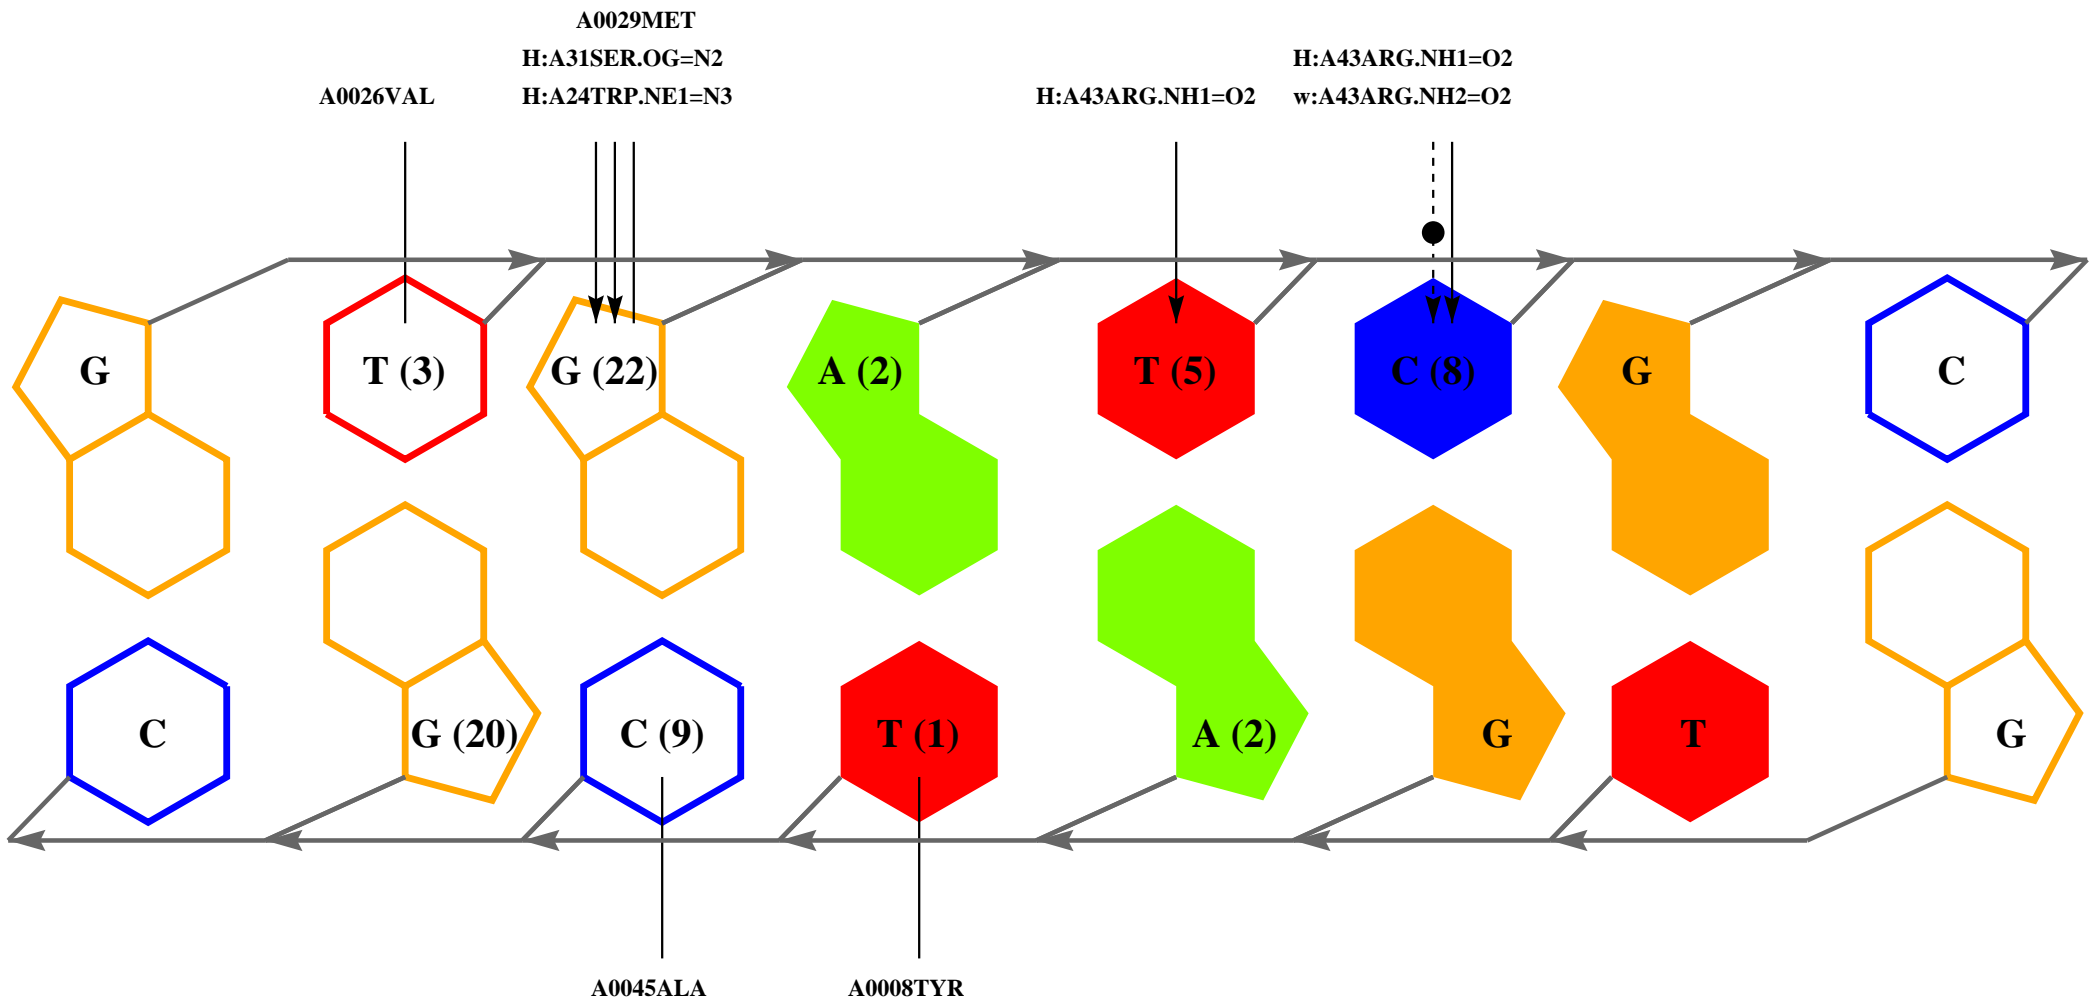 A0029MET
H:A31SER.OG=N2
H:A43ARG.NH1=O2
A0026VAL
H:A24TRP.NE1=N3
H:A43ARG.NH1=O2
w:A43ARG.NH2=O2
G
T (3)
G (22)
A (2)
T (5)
C (8)
G
C
C
G (20)
C (9)
T (1)
A (2)
G
T
G
A0045ALA
A0008TYR